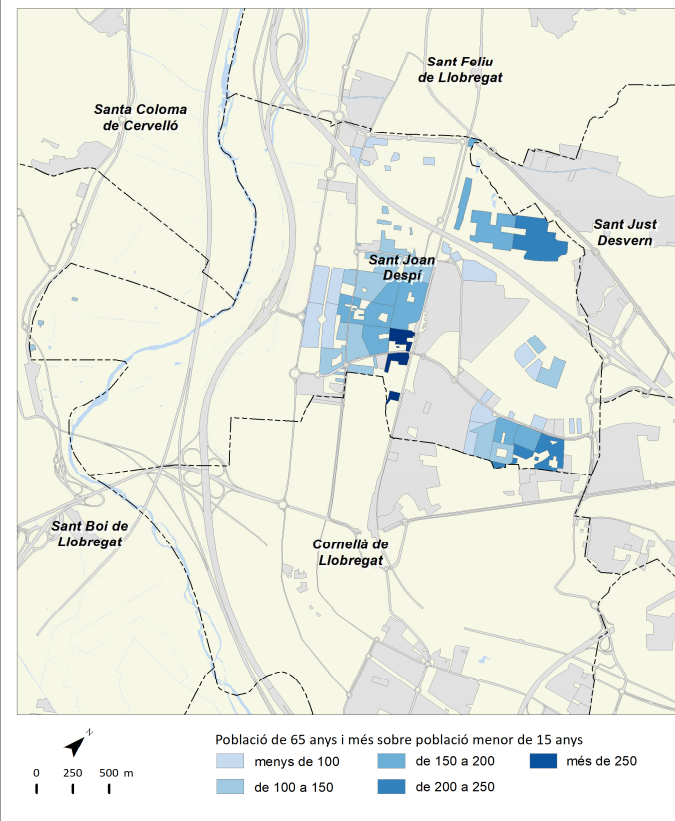 Sant Feliu
de Llobregat
Santa Coloma
de Cervelló
Sant Just
Desvern
Sant Joan
Despí
Sant Boi de
Llobregat
Cornellà de
Llobregat
N
0 250 500 m
Població de 65 anys i més sobre població menor de 15 anys
menys de 100
de 150 a 200
més de 250
de 100 a 150
de 200 a 250